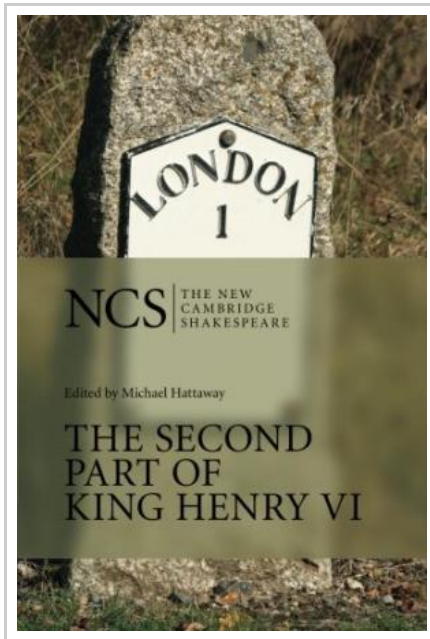 LONDON
1
NCS
THE NEW
CAMBRIDGE
SHAKESPEARE
Edited by Michael Hattaway
THE SECOND
PART OF
KING HENRY VI